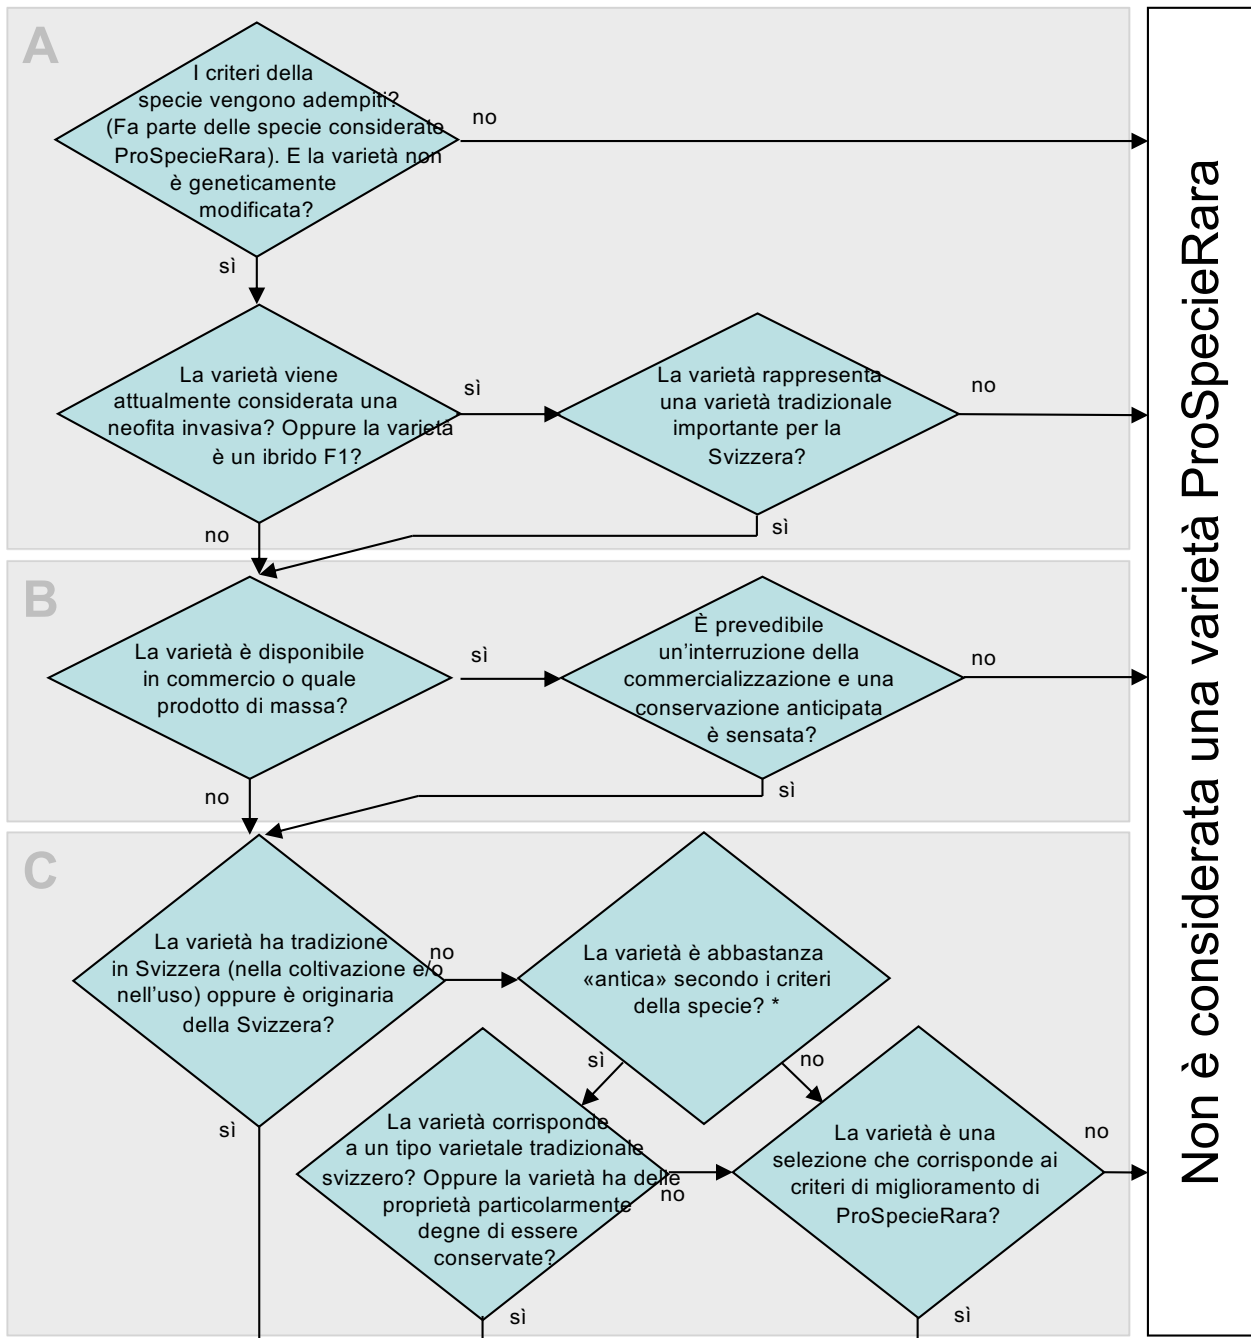 A
I criteri della
specie vengono adempiti?
(Fa parte delle specie considerate
ProSpecieRara). E la varietà non
è geneticamente
modificata?
no
sì
La varietà viene
attualmente considerata una
neofita invasiva? Oppure la varietà
è un ibrido F1?
sì
La varietà rappresenta
una varietà tradizionale
importante per la
Svizzera?
no
no
sì
B
La varietà è disponibile
in commercio o quale
prodotto di massa?
sì
È prevedibile
un'interruzione della
commercializzazione e una
conservazione anticipata
è sensata?
no
no
sì
C
La varietà ha tradizione
in Svizzera (nella coltivazione e/o
nell'uso) oppure è originaria
della Svizzera?
no
La varietà è abbastanza
«antica» secondo i criteri
della specie? *
sì
no
sì
La varietà corrisponde
a un tipo varietale tradizionale
svizzero? Oppure la varietà ha delle
proprietà particolarmente
degne di essere
conservate?
no
La varietà è una
selezione che corrisponde ai
criteri di miglioramento di
ProSpecieRara?
no
sì
sì
Non è considerata una varietà ProSpecieRara